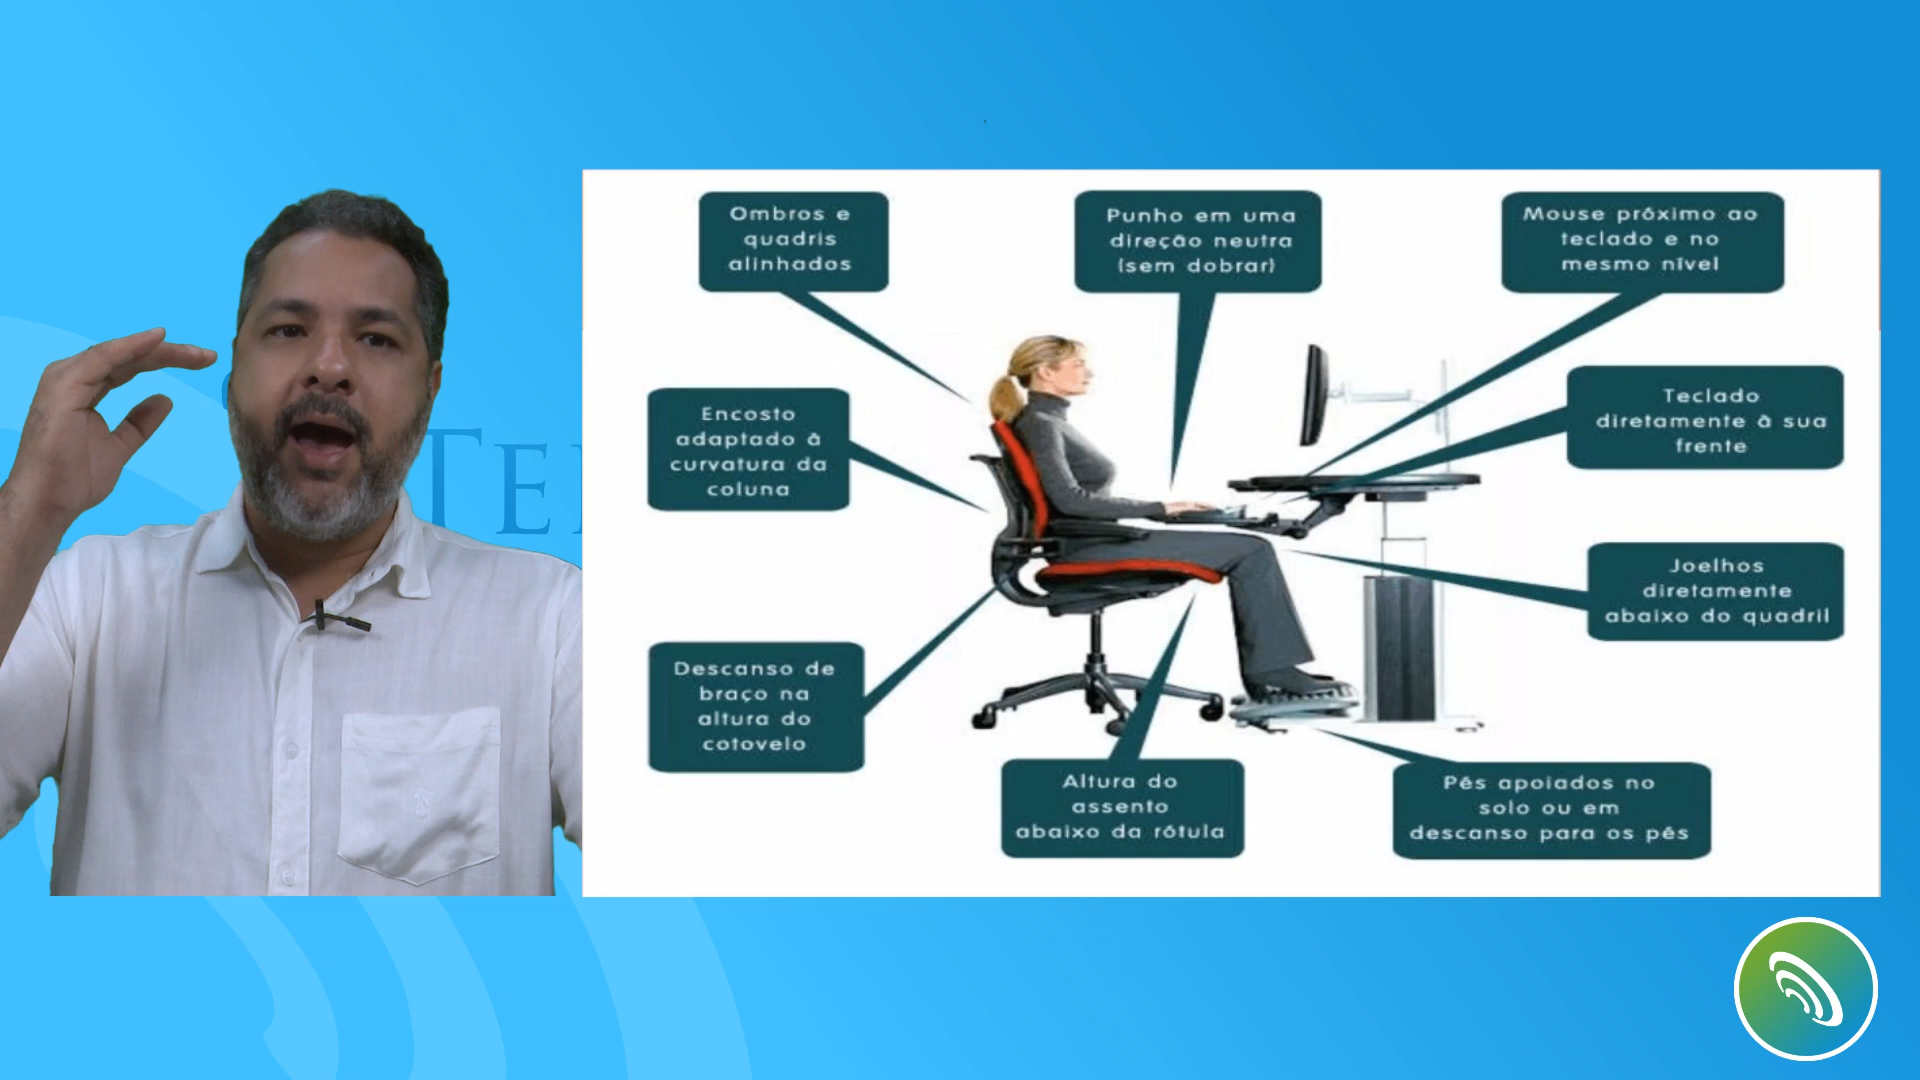 Ombros e
quadris
alinhados
Punho em uma
direção neutra
(sem dobrar)
Mouse próximo ao
teclado e no
mesmo nível
Encosto
adaptado à
curvatura da
coluna
Teclado
diretamente à sua
frente
Joelhos
diretamente
abaixo do quadril
Descanso de
braço na
altura do
cotovelo
Altura do
assento
abaixo da rótula
Pés apoiados no
solo ou em
descanso para os pés